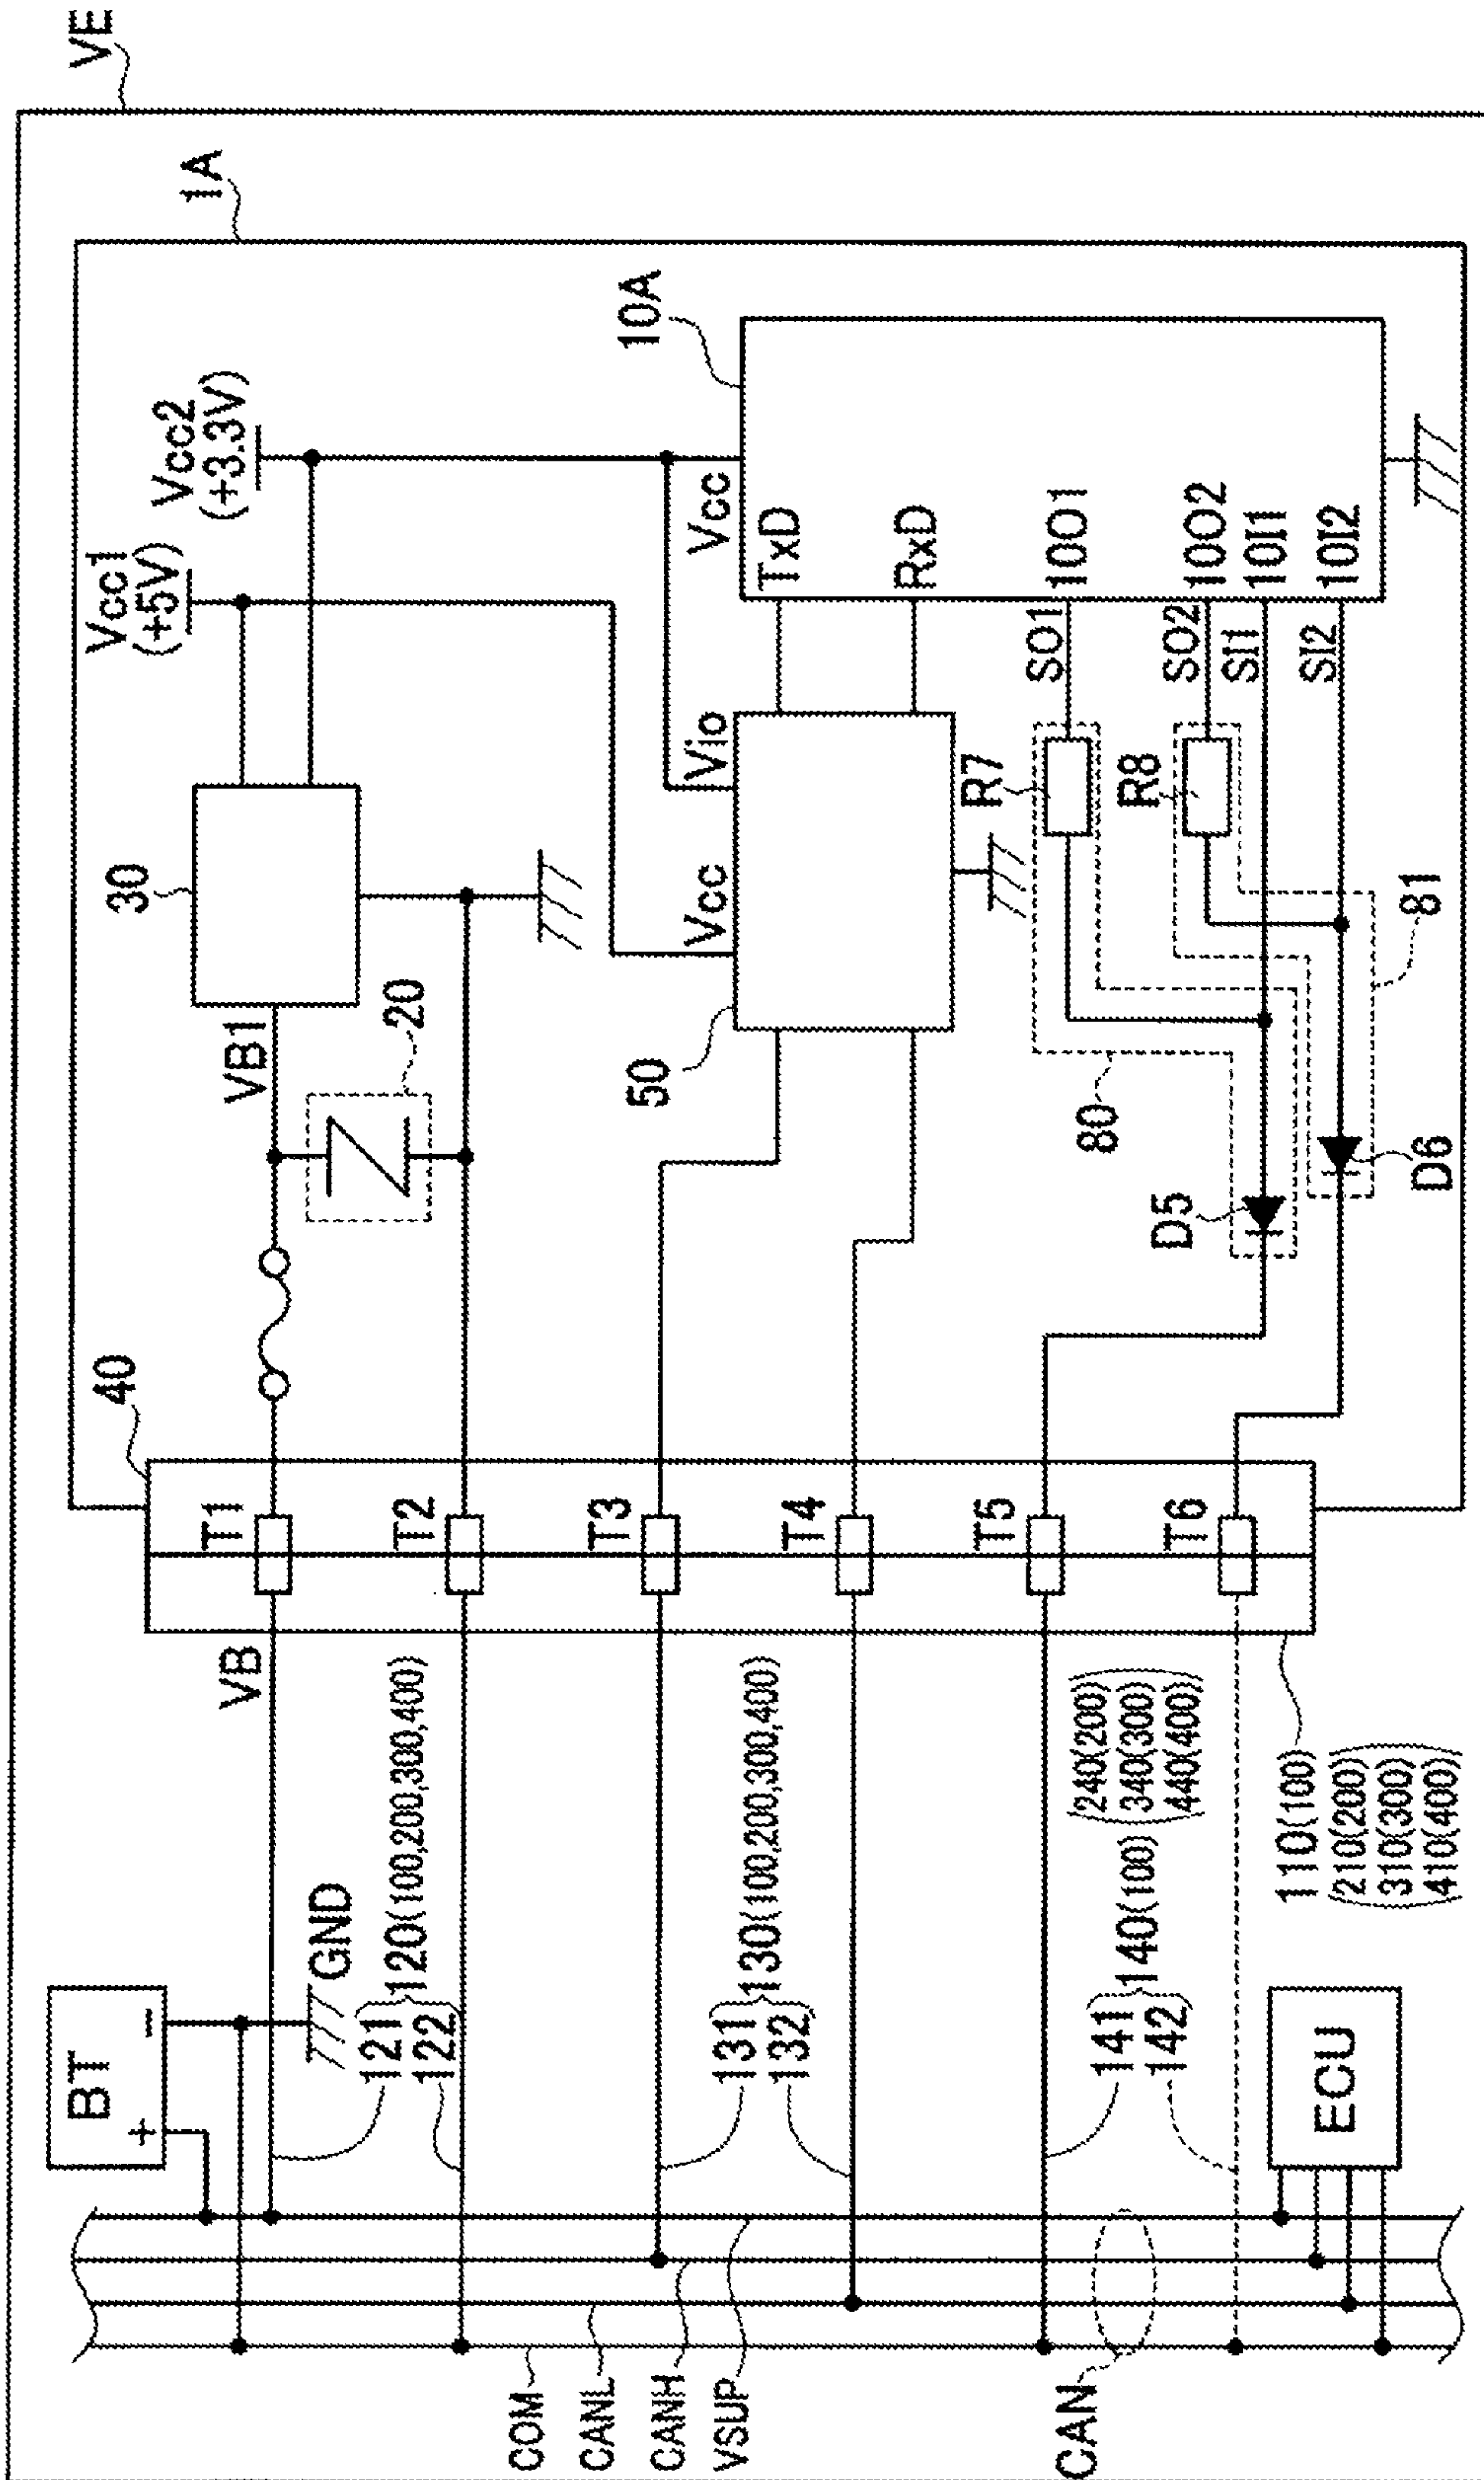 VE
1A
Vcc2
(+3.3V)
Vcc1
(+5V)
10A
30
VB1
20
Vcc
TxD
RxD
10O1
10O2
10I1
10I2
SO1
SO2
SI1
SI2
Vio
Vcc
50
R7
R8
80
81
D5
D6
40
T1
T2
T3
T4
T5
T6
VB
BT
+
−
GND
121
122
120(100,200,300,400)
131
132
130(100,200,300,400)
141
142
140(100)
(240(200)
340(300)
440(400))
110(100)
(210(200)
310(300)
410(400))
ECU
COM
CANL
CANH
VSUP
CAN